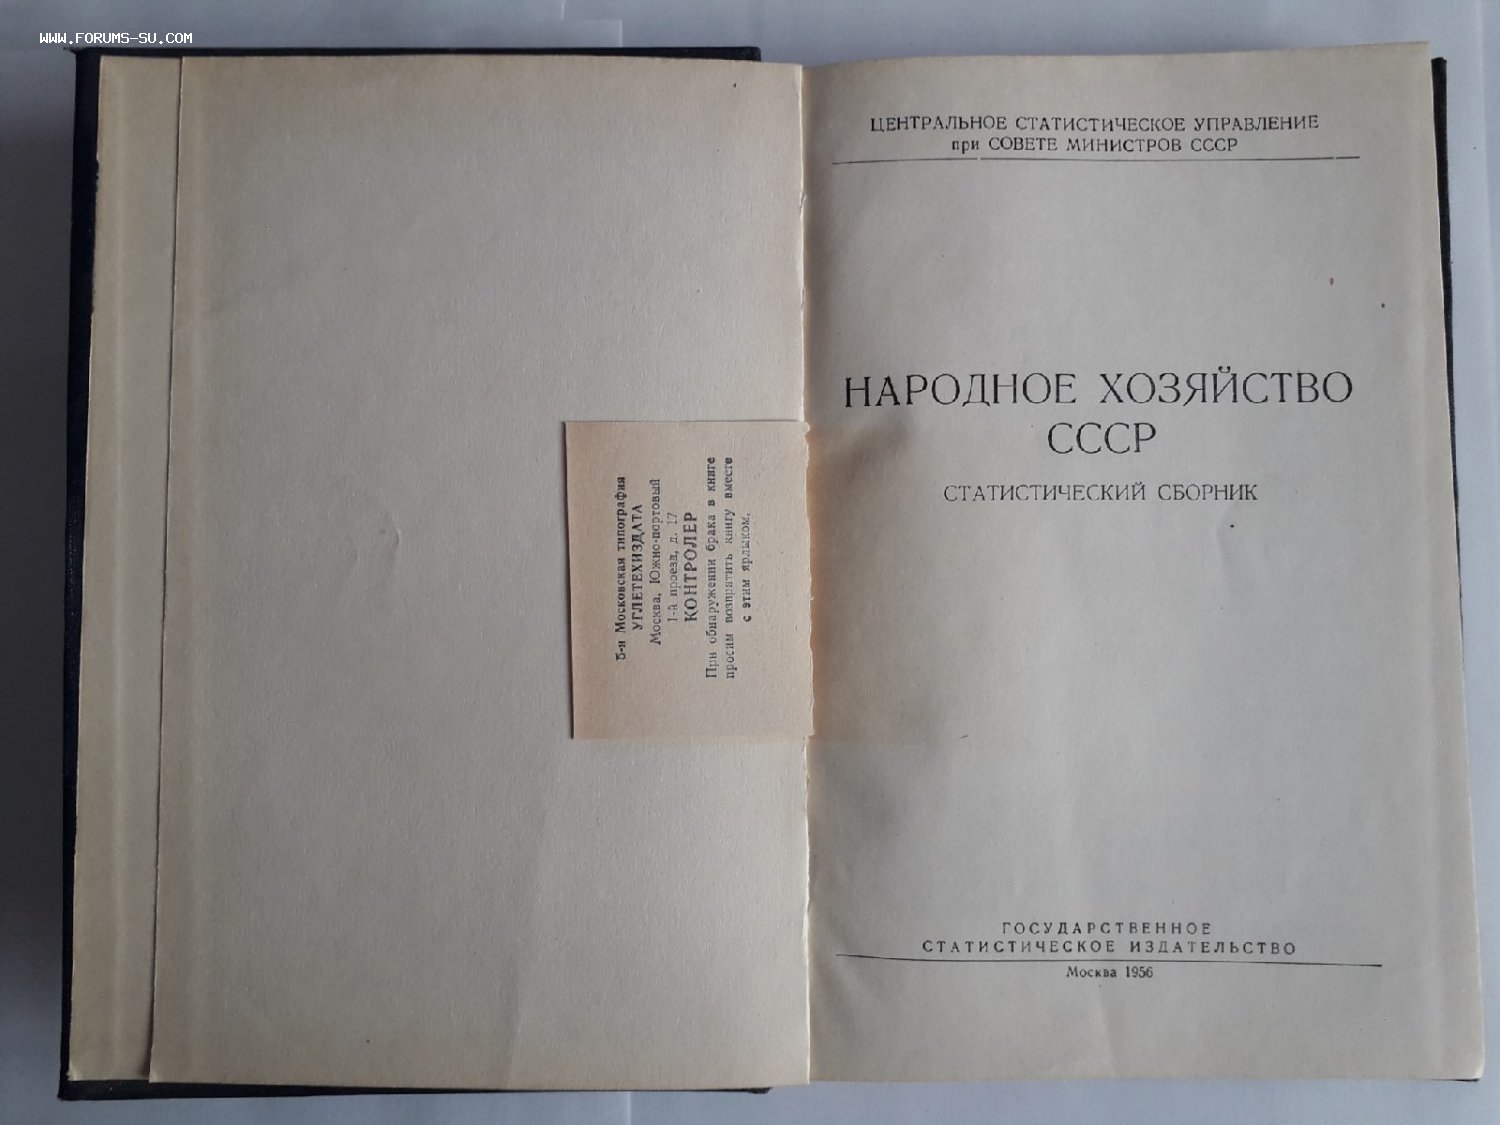 WWW.FORUMS-SU.COM
5-я Московская типография
УГЛЕТЕХИЗДАТА
Москва, Южно-портовый
1-й проезд, д. 17
КОНТРОЛЕР
При обнаружении брака в книге
просим возвратить книгу вместе
с этим ярлыком.
ЦЕНТРАЛЬНОЕ СТАТИСТИЧЕСКОЕ УПРАВЛЕНИЕ
при СОВЕТЕ МИНИСТРОВ СССР
НАРОДНОЕ ХОЗЯЙСТВО
СССР
СТАТИСТИЧЕСКИЙ СБОРНИК
ГОСУДАРСТВЕННОЕ
СТАТИСТИЧЕСКОЕ ИЗДАТЕЛЬСТВО
Москва 1956